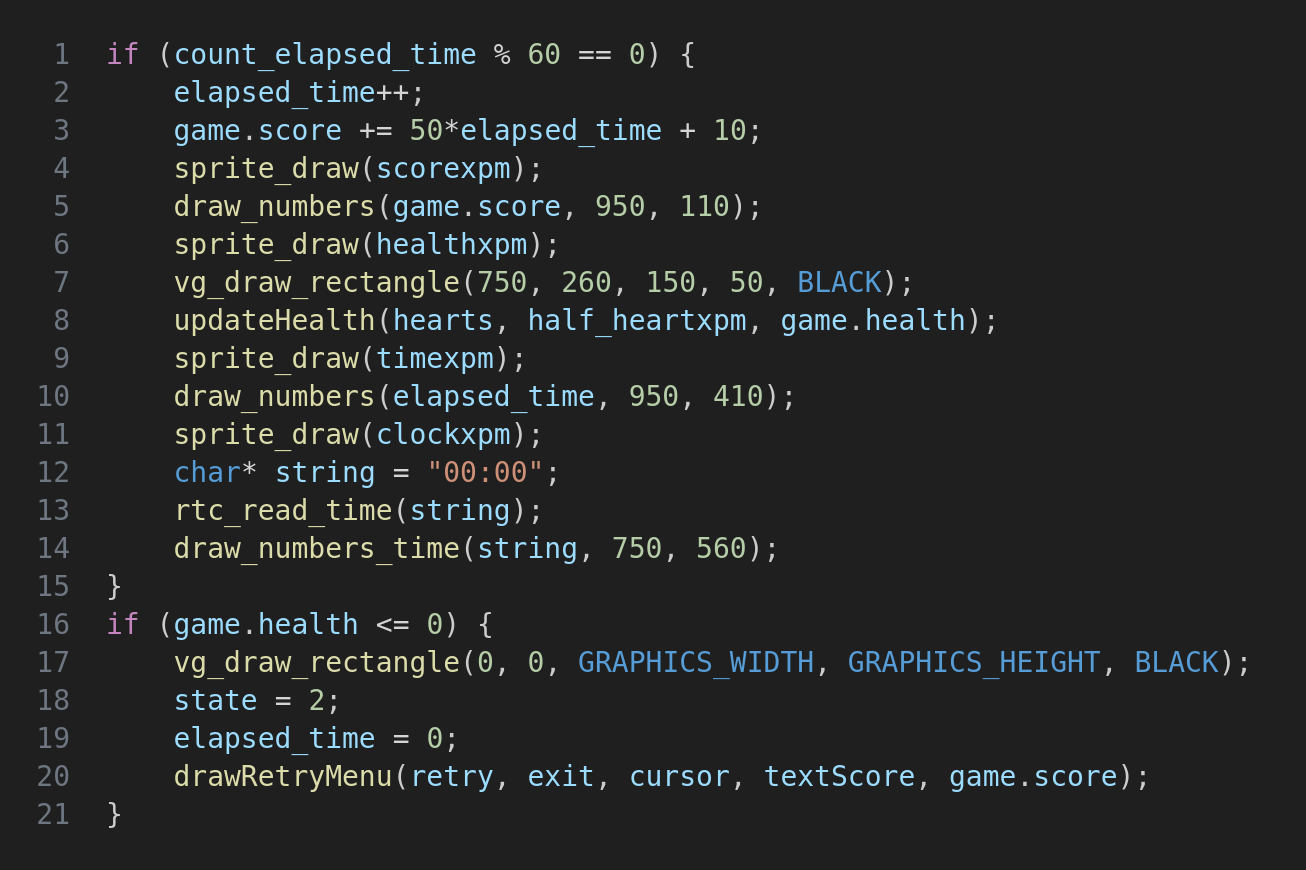 1 if (count_elapsed_time % 60 == 0) {
2     elapsed_time++;
3     game.score += 50*elapsed_time + 10;
4     sprite_draw(scorexpm);
5     draw_numbers(game.score, 950, 110);
6     sprite_draw(healthxpm);
7     vg_draw_rectangle(750, 260, 150, 50, BLACK);
8     updateHealth(hearts, half_heartxpm, game.health);
9     sprite_draw(timexpm);
10     draw_numbers(elapsed_time, 950, 410);
11     sprite_draw(clockxpm);
12     char* string = "00:00";
13     rtc_read_time(string);
14     draw_numbers_time(string, 750, 560);
15 }
16 if (game.health <= 0) {
17     vg_draw_rectangle(0, 0, GRAPHICS_WIDTH, GRAPHICS_HEIGHT, BLACK);
18     state = 2;
19     elapsed_time = 0;
20     drawRetryMenu(retry, exit, cursor, textScore, game.score);
21 }